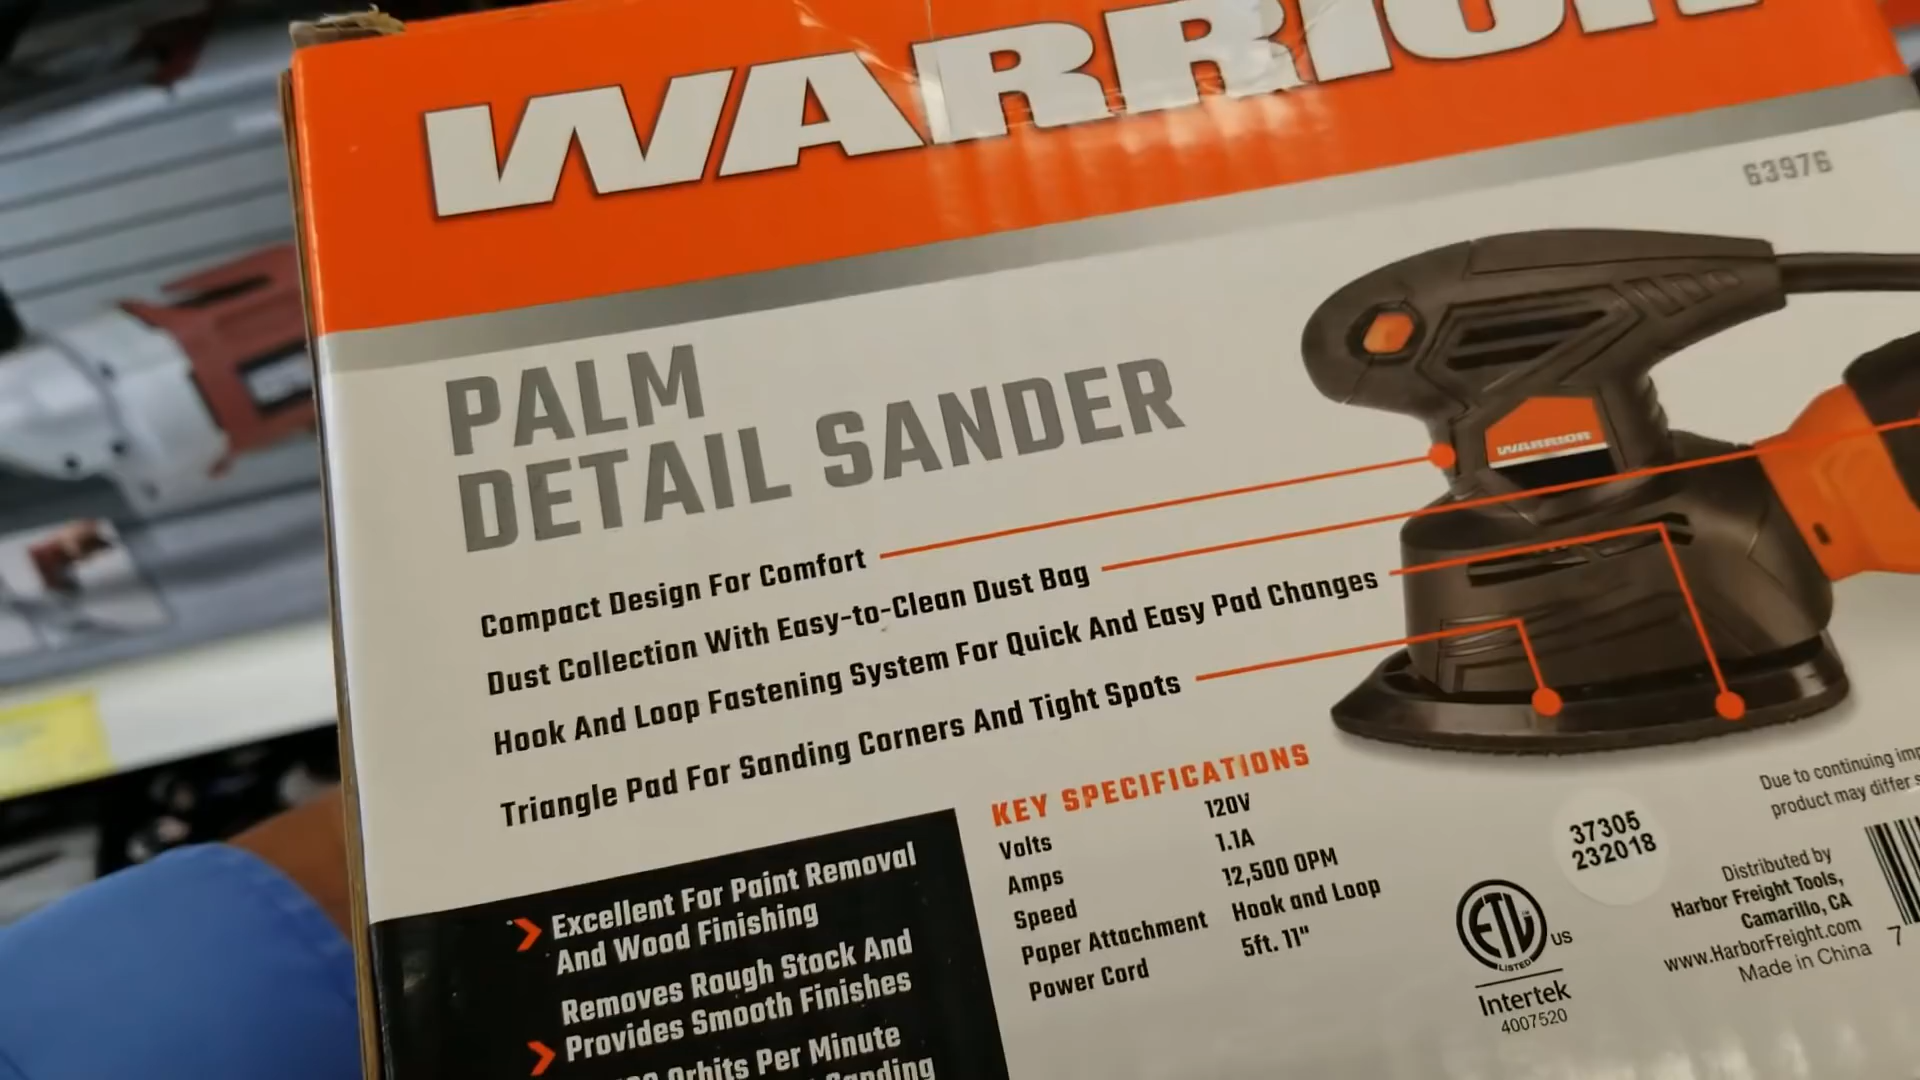 WARRIOR
63976
PALM
DETAIL SANDER
WARRIOR
Compact Design For Comfort
Dust Collection With Easy-to-Clean Dust Bag
Hook And Loop Fastening System For Quick And Easy Pad Changes
Triangle Pad For Sanding Corners And Tight Spots
KEY SPECIFICATIONS
Volts 120V
Amps 1.1A
Speed 12,500 OPM
Paper Attachment Hook and Loop
Power Cord 5ft. 11"
Excellent For Paint Removal
And Wood Finishing
Removes Rough Stock And
Provides Smooth Finishes
Orbits Per Minute
Sanding
ETL
LISTED
US
Intertek
4007520
37305
232018
Due to continuing
product may differ
Distributed by
Harbor Freight Tools,
Camarillo, CA
www.HarborFreight.com
Made in China
7